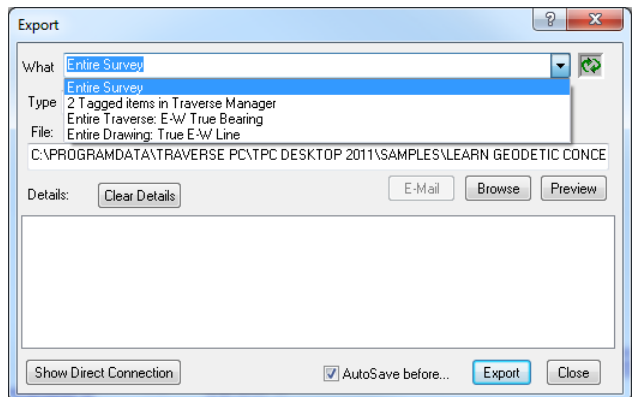 Export
What Entire Survey
Entire Survey
Type 2 Tagged items in Traverse Manager
Entire Traverse: E-W True Bearing
File: Entire Drawing: True E-W Line
C:\PROGRAMDATA\TRAVERSE PC\TPC DESKTOP 2011\SAMPLES\LEARN GEODETIC CONCE
E-Mail Browse Preview
Details: Clear Details
Show Direct Connection AutoSave before... Export Close